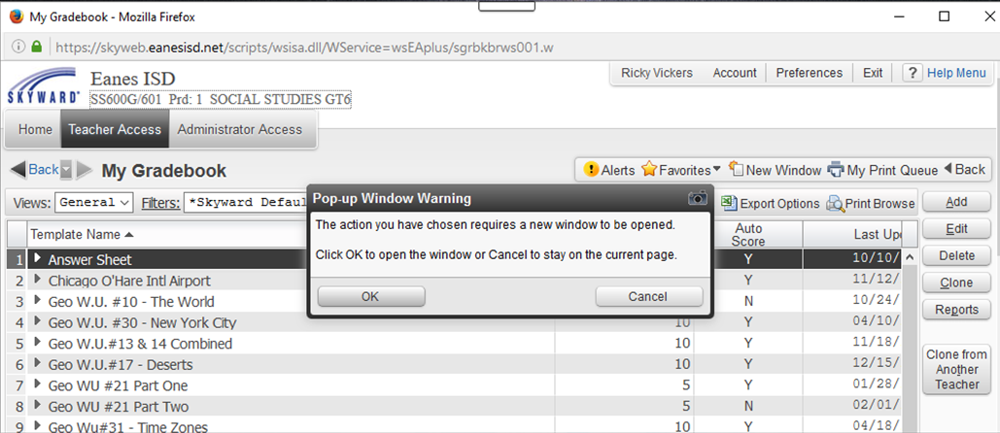 My Gradebook - Mozilla Firefox
https://skyweb.eanesisd.net/scripts/wsisa.dll/WService=wsEAplus/sgrbkbrws001.w
SKYWARD®
Eanes ISD
SS600G/601 Prd: 1 SOCIAL STUDIES GT6
Ricky Vickers Account Preferences Exit ? Help Menu
Home Teacher Access Administrator Access
Back My Gradebook
Alerts Favorites New Window My Print Queue Back
Views: General Filters: *Skyward Defau
Export Options Print Browse
Template Name Auto Score Last Up
1 Answer Sheet Y 10/10/
2 Chicago O'Hare Intl Airport Y 11/12/
3 Geo W.U. #10 - The World N 10/24/
4 Geo W.U. #30 - New York City 10 Y 04/10/
5 Geo W.U.#13 & 14 Combined 10 Y 11/18/
6 Geo W.U.#17 - Deserts 10 Y 12/15/
7 Geo WU #21 Part One 5 Y 01/28/
8 Geo WU #21 Part Two 5 N 02/01/
9 Geo Wu#31 - Time Zones 10 Y 04/18/
Pop-up Window Warning
The action you have chosen requires a new window to be opened.
Click OK to open the window or Cancel to stay on the current page.
OK Cancel
Add
Edit
Delete
Clone
Reports
Clone from
Another
Teacher